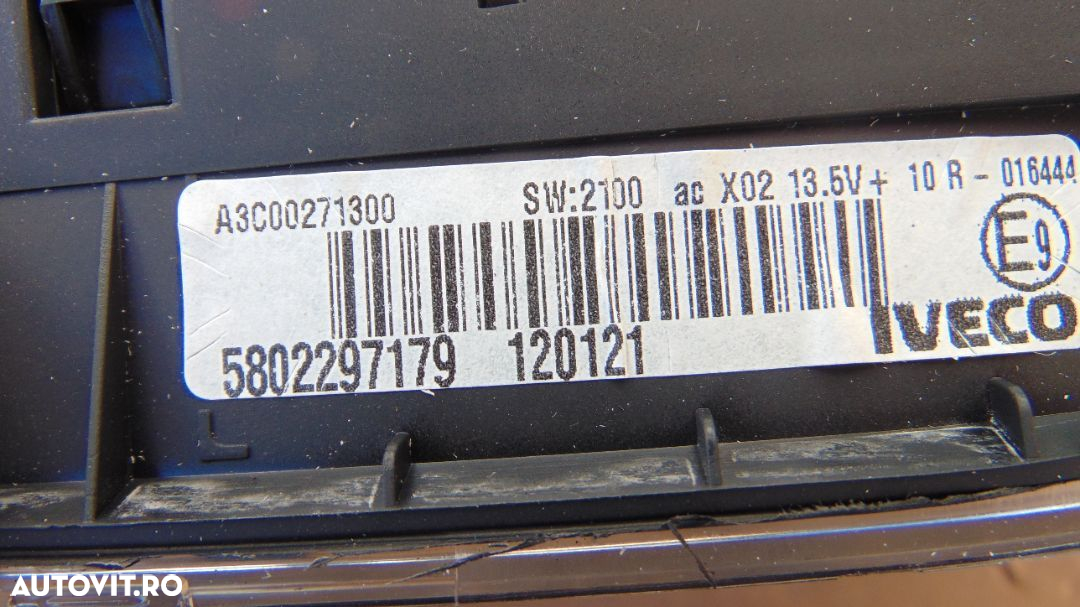 A3C00271300 SW:2100 ac X02 13.5V+ 10 R - 016444
E9
5802297179 120121 IVECO
AUTOVIT.RO